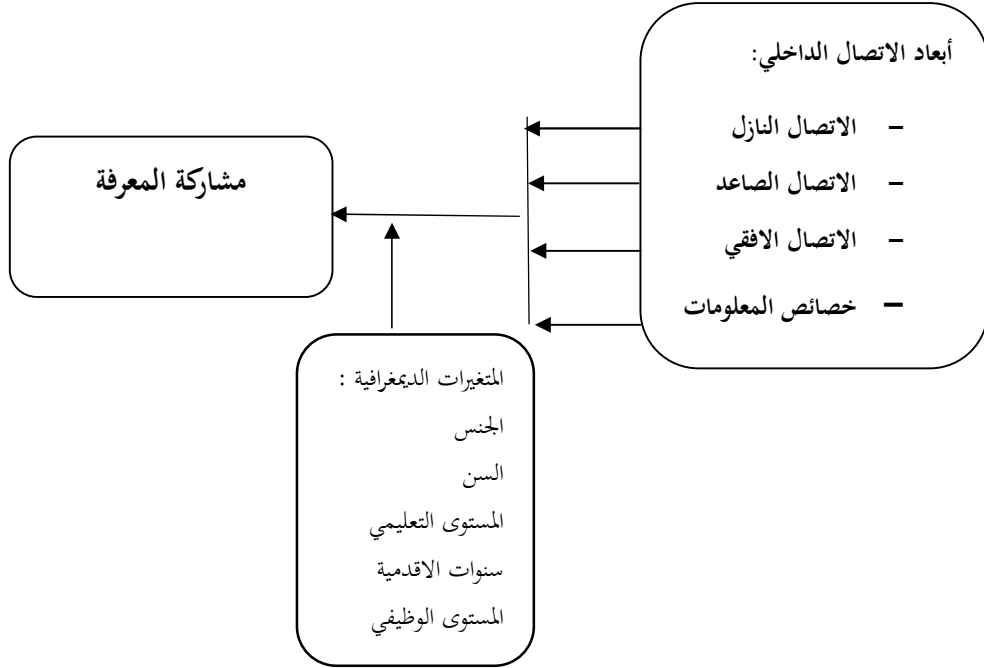 أبعاد الاتصال الداخلي:
– الاتصال النازل
– الاتصال الصاعد
– الاتصال الافقي
– خصائص المعلومات
مشاركة المعرفة
المتغيرات الديمغرافية :
الجنس
السن
المستوى التعليمي
سنوات الاقدمية
المستوى الوظيفي